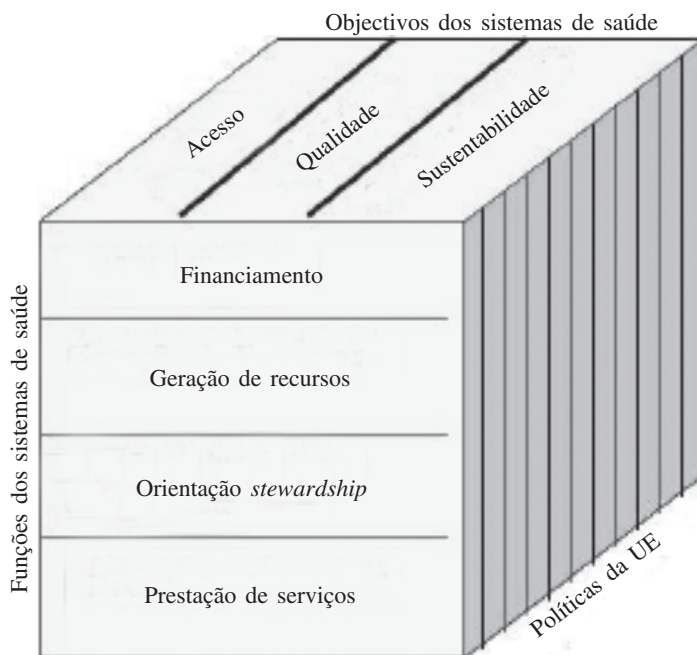 Objectivos dos sistemas de saúde
Acesso
Qualidade
Sustentabilidade
Funções dos sistemas de saúde
Financiamento
Geração de recursos
Orientação stewardship
Prestação de serviços
Políticas da UE